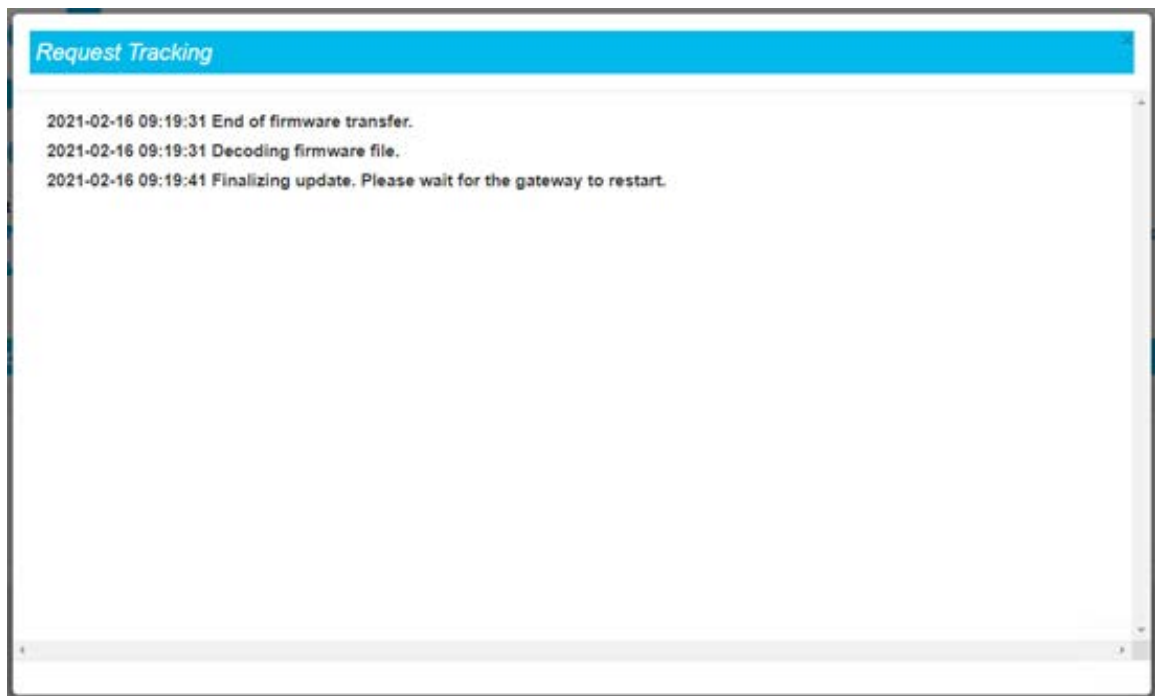 Request Tracking
2021-02-16 09:19:31 End of firmware transfer.
2021-02-16 09:19:31 Decoding firmware file.
2021-02-16 09:19:41 Finalizing update. Please wait for the gateway to restart.